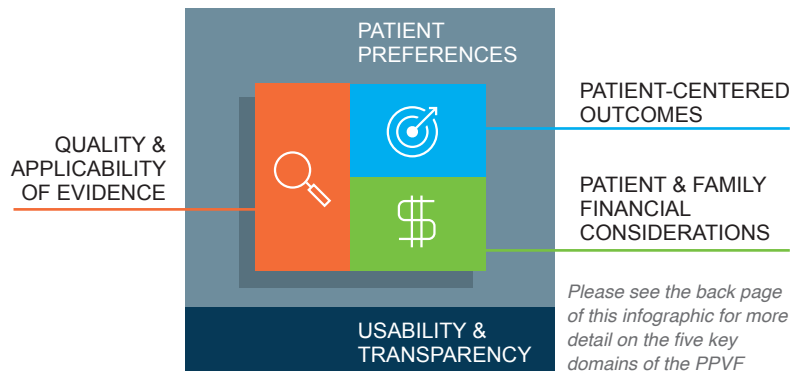 PATIENT
PREFERENCES
QUALITY &
APPLICABILITY
OF EVIDENCE
PATIENT-CENTERED
OUTCOMES
PATIENT & FAMILY
FINANCIAL
CONSIDERATIONS
Please see the back page
of this infographic for more
detail on the five key
domains of the PPVF
USABILITY &
TRANSPARENCY